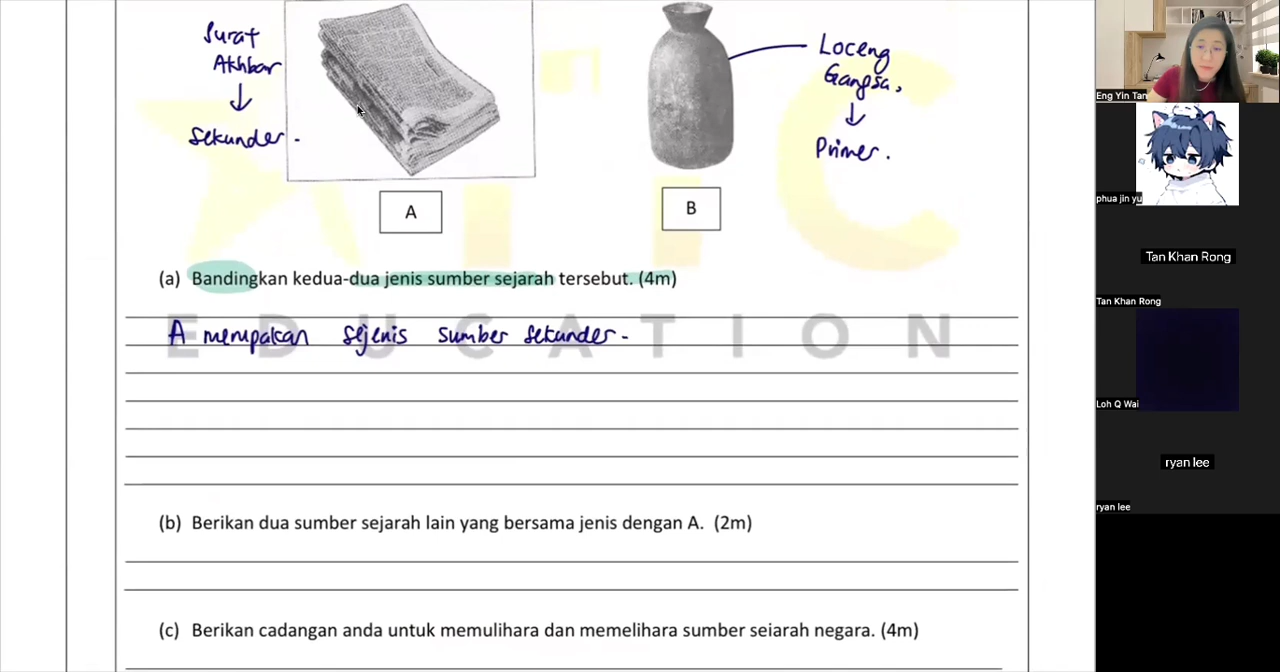 Surat
Akhbar
Sekunder.
Loceng
Gangsa.
Primer.
A
B
(a) Bandingkan kedua-dua jenis sumber sejarah tersebut. (4m)
A merupakan sejenis sumber sekunder.
EDUCATION
(b) Berikan dua sumber sejarah lain yang bersama jenis dengan A. (2m)
(c) Berikan cadangan anda untuk memulihara dan memelihara sumber sejarah negara. (4m)
Eng Yin Tan
phua jin yu
Tan Khan Rong
Tan Khan Rong
Loh Q Wai
ryan lee
ryan lee